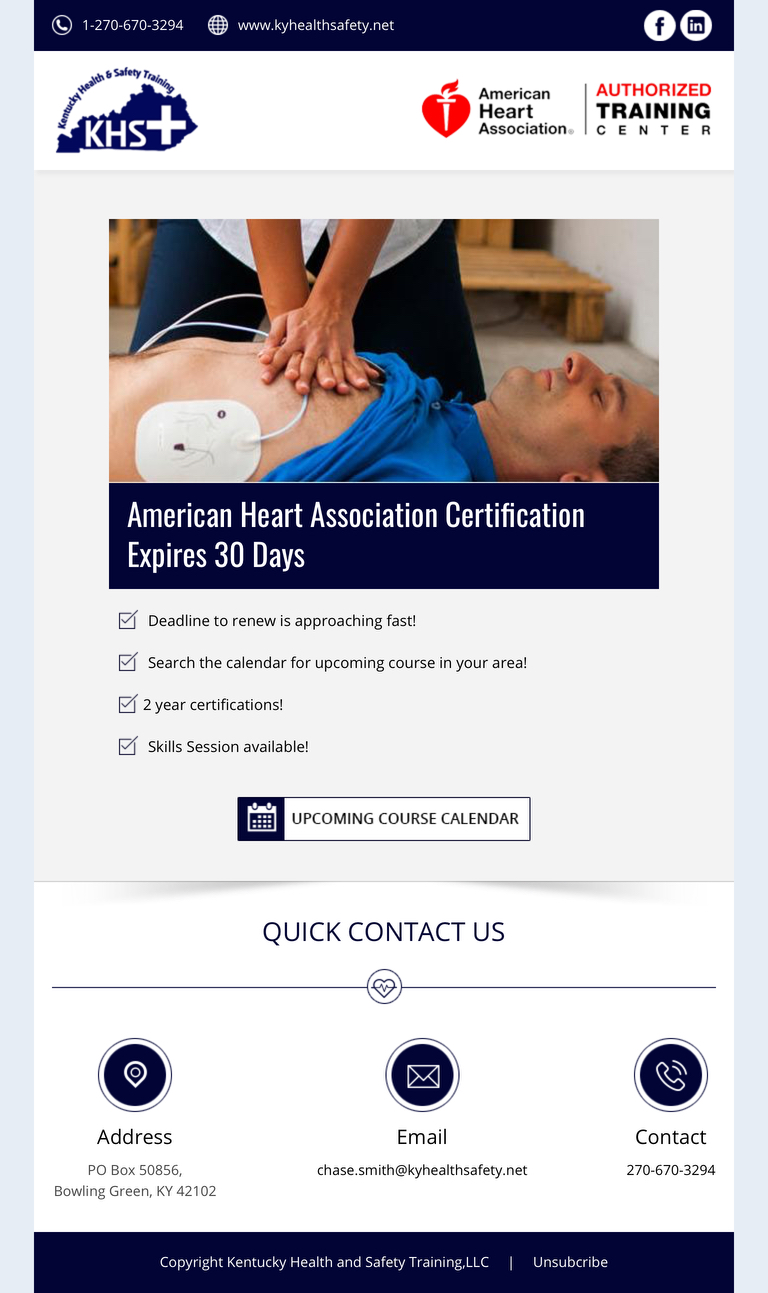 1-270-670-3294
www.kyhealthsafety.net
Kentucky Health & Safety Training
KHS
American
Heart
Association®
AUTHORIZED
TRAINING
CENTER
American Heart Association Certification
Expires 30 Days
Deadline to renew is approaching fast!
Search the calendar for upcoming course in your area!
2 year certifications!
Skills Session available!
UPCOMING COURSE CALENDAR
QUICK CONTACT US
Address
PO Box 50856,
Bowling Green, KY 42102
Email
chase.smith@kyhealthsafety.net
Contact
270-670-3294
Copyright Kentucky Health and Safety Training,LLC | Unsubcribe